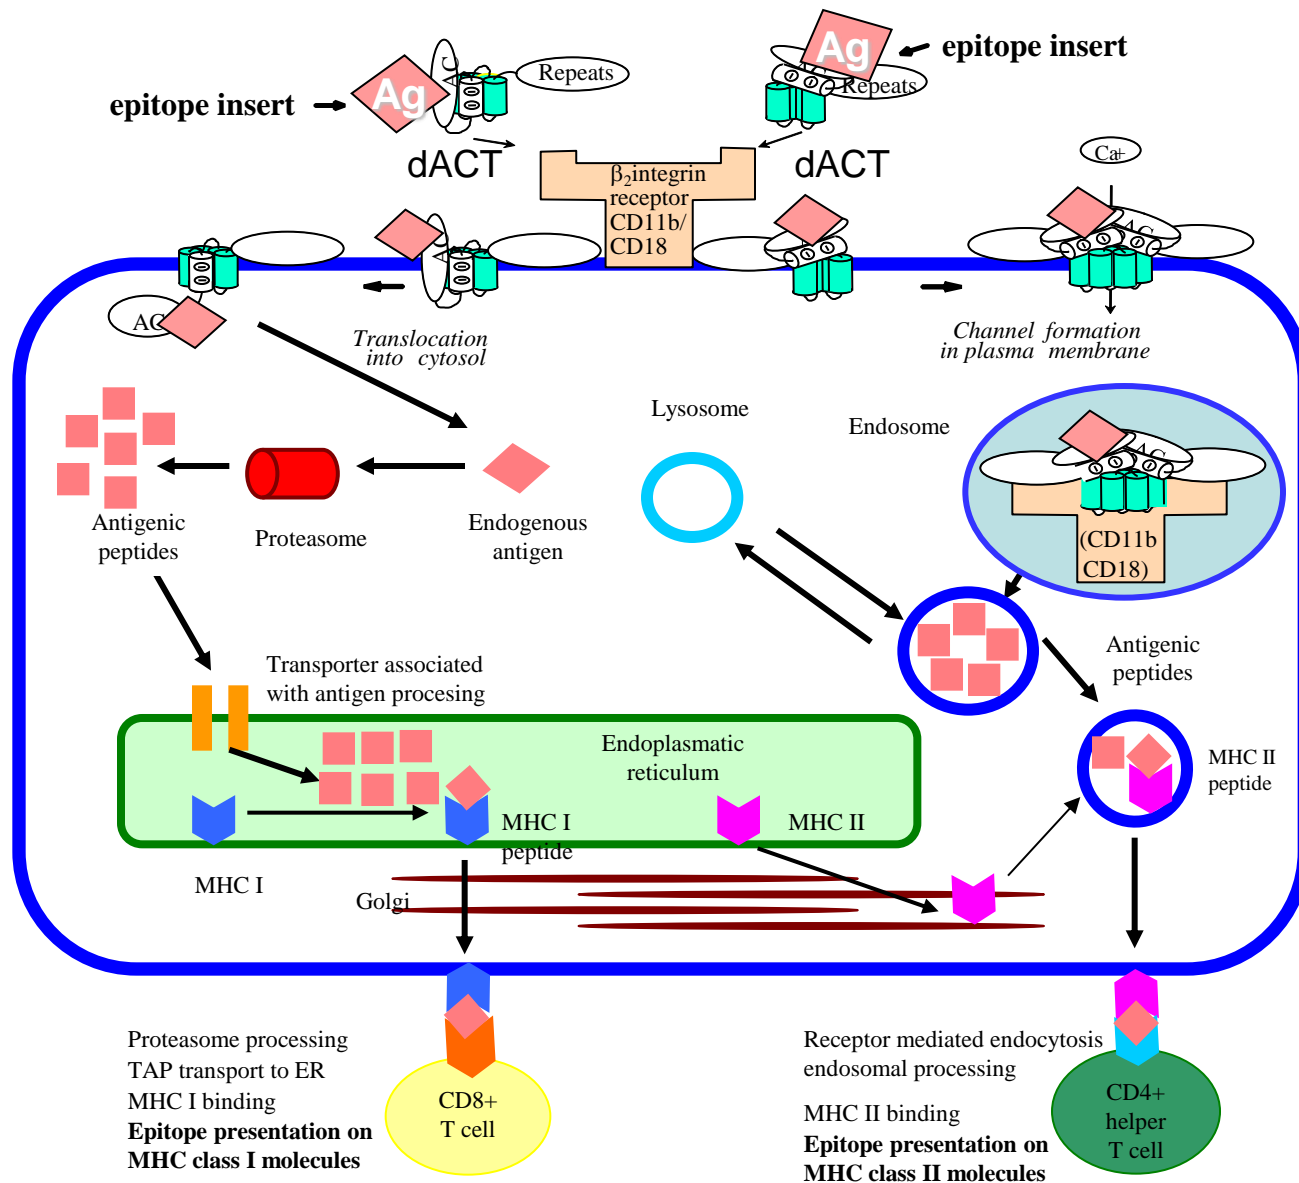 epitope insert
Ag
AC
Repeats
dACT
Ag
epitope insert
Repeats
dACT
β2integrin
receptor
CD11b/
CD18
Ca+
AC
AC
AC
Translocation
into cytosol
Channel formation
in plasma membrane
Lysosome
Endosome
AC
(CD11b
CD18)
Antigenic
peptides
Proteasome
Endogenous
antigen
Antigenic
peptides
Transporter associated
with antigen procesing
Endoplasmatic
reticulum
MHC II
peptide
MHC I
peptide
MHC II
MHC I
Golgi
Proteasome processing
TAP transport to ER
MHC I binding
Epitope presentation on
MHC class I molecules
CD8+
T cell
Receptor mediated endocytosis
endosomal processing
MHC II binding
Epitope presentation on
MHC class II molecules
CD4+
helper
T cell